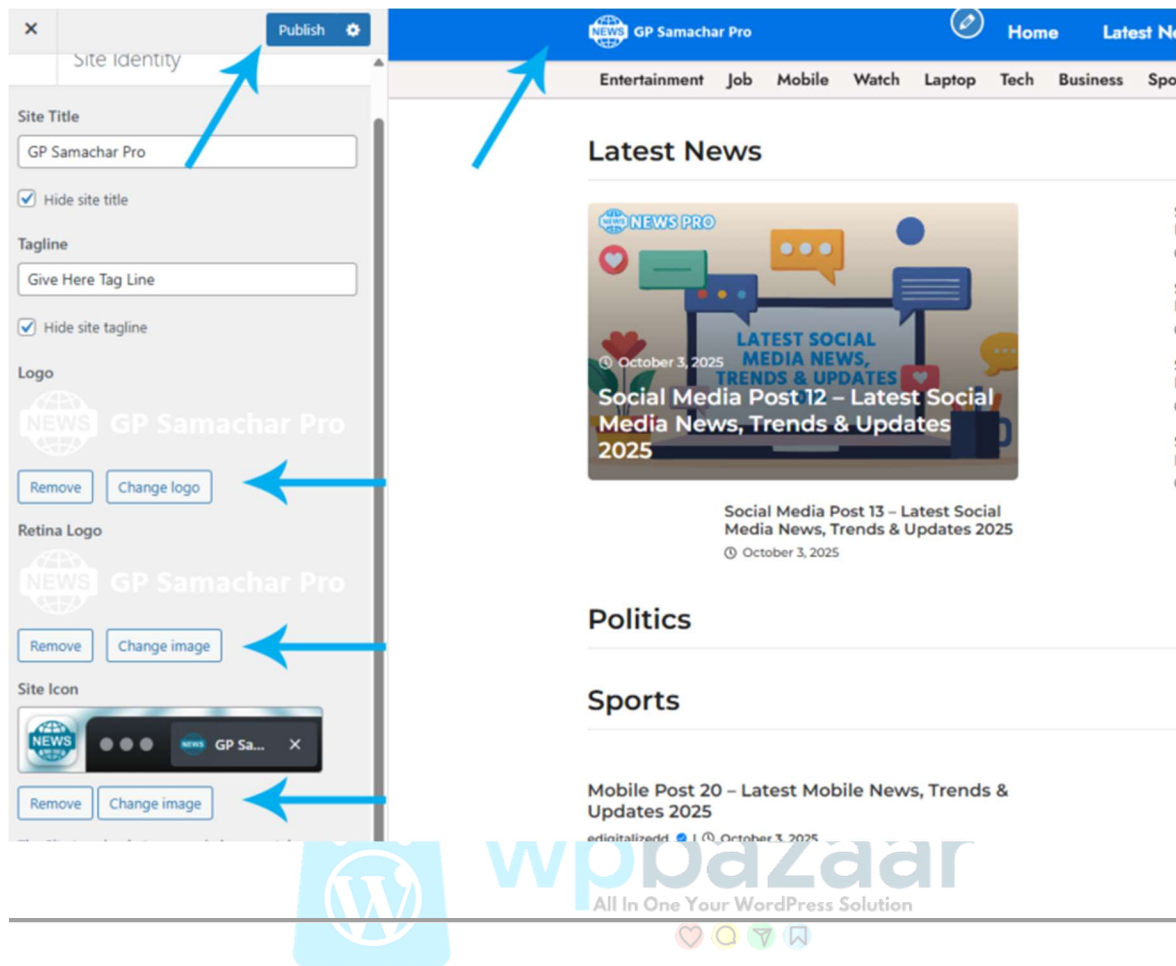 Publish
Site Identity
Site Title
GP Samachar Pro
Hide site title
Tagline
Give Here Tag Line
Hide site tagline
Logo
NEWS GP Samachar Pro
Remove Change logo
Retina Logo
NEWS GP Samachar Pro
Remove Change image
Site Icon
NEWS NEWS GP Sa...
Remove Change image
NEWS GP Samachar Pro Home Latest Ne
Entertainment Job Mobile Watch Laptop Tech Business Spo
Latest News
NEWS NEWS PRO
LATEST SOCIAL
MEDIA NEWS,
TRENDS & UPDATES
October 3, 2025
Social Media Post 12 – Latest Social
Media News, Trends & Updates
2025
Social Media Post 13 – Latest Social
Media News, Trends & Updates 2025
October 3, 2025
Politics
Sports
Mobile Post 20 – Latest Mobile News, Trends &
Updates 2025
edigitalizedd | October 3, 2025
wpbazaar
All In One Your WordPress Solution